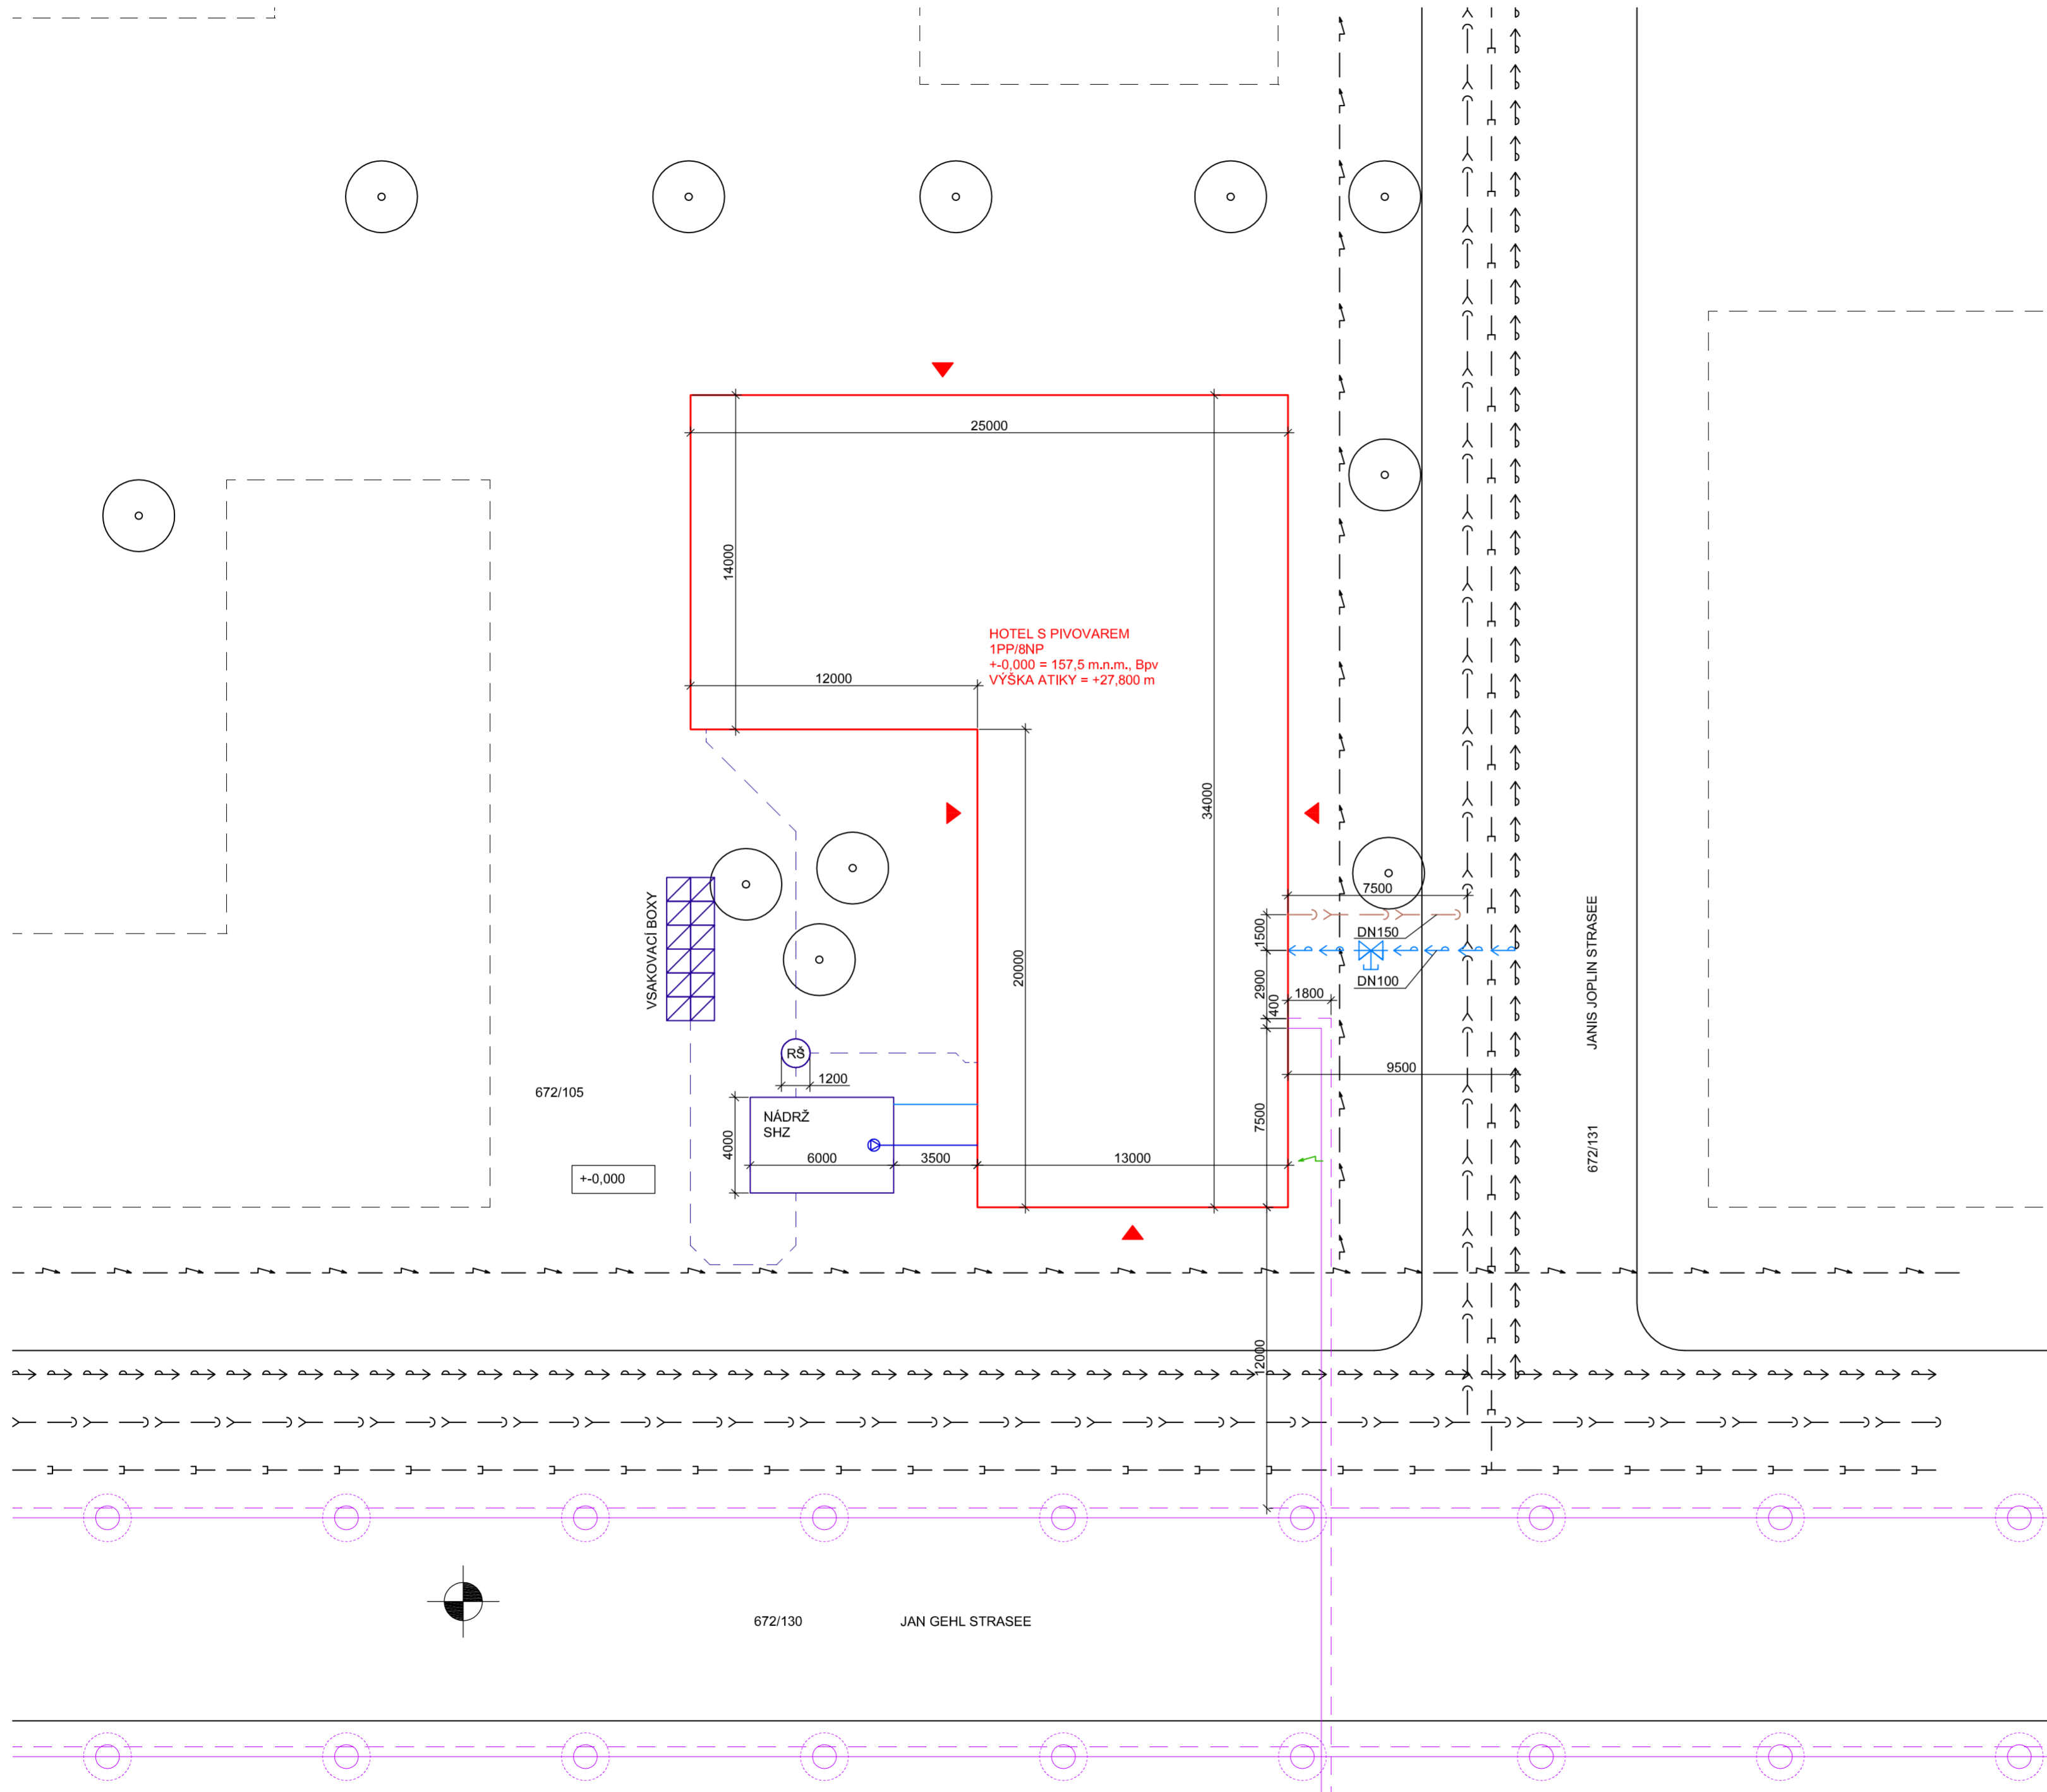 25000
14000
HOTEL S PIVOVAREM
1PP/8NP
+-0,000 = 157,5 m.n.m., Bpv
VÝŠKA ATIKY = +27,800 m
12000
34000
7500
VSAKOVACÍ BOXY
1500
DN150
JANIS JOPLIN STRASEE
20000
2900
DN100
400
1800
RŠ
9500
1200
672/105
NÁDRŽ
SHZ
7500
4000
672/131
6000
3500
13000
+-0,000
12000
672/130
JAN GEHL STRASEE